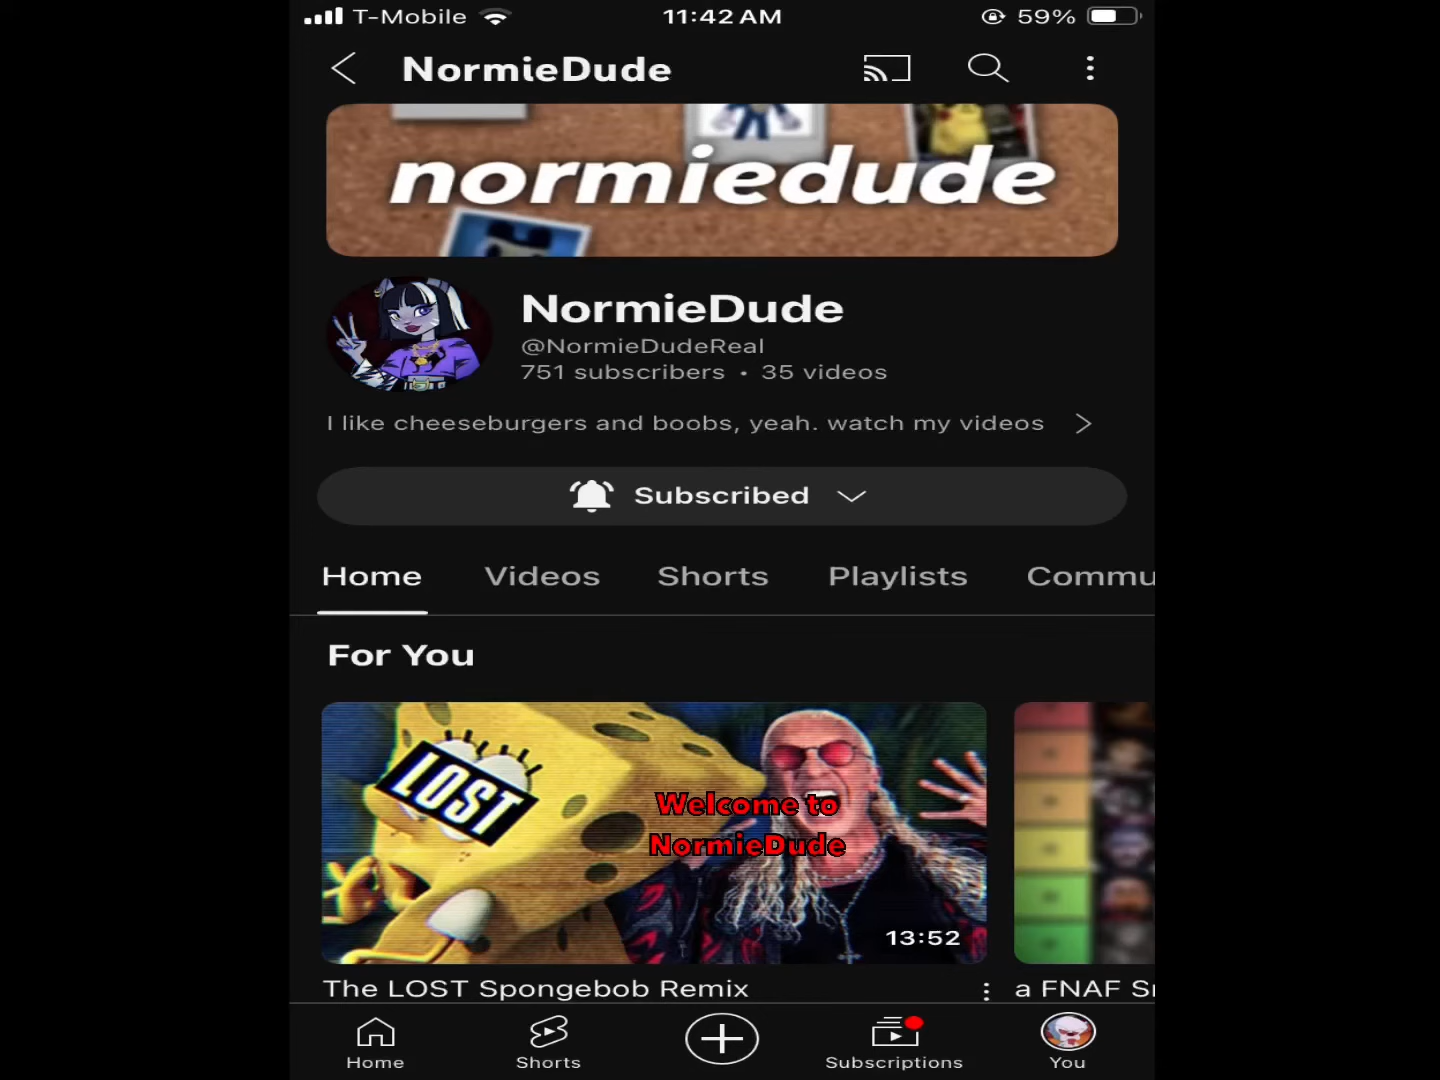 T-Mobile 11:42 AM 59%
NormieDude
normiedude
NormieDude
@NormieDudeReal
751 subscribers • 35 videos
I like cheeseburgers and boobs, yeah. watch my videos
Subscribed
Home Videos Shorts Playlists Commu
For You
LOST
Welcome to
NormieDude
13:52
The LOST Spongebob Remix
a FNAF
Home Shorts Subscriptions You